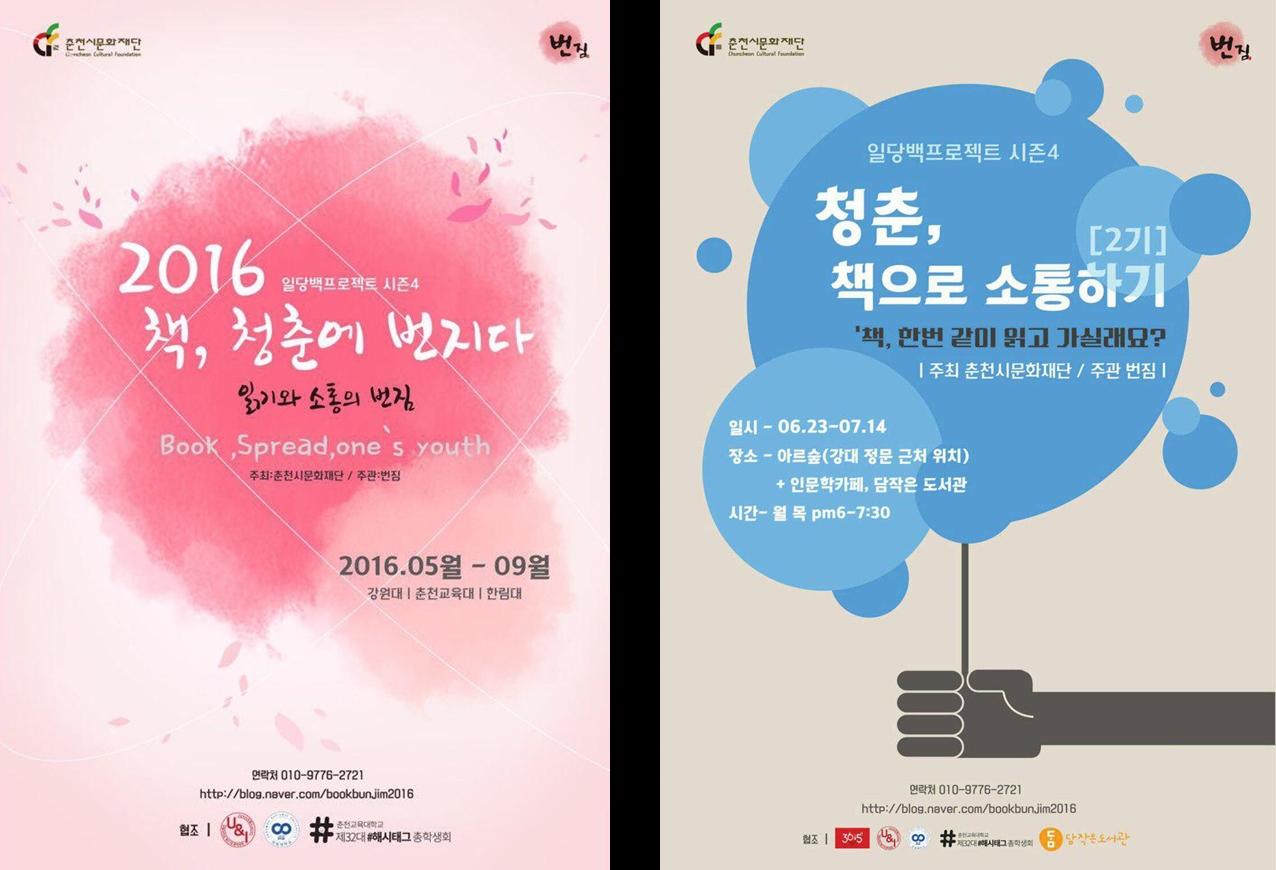 춘천시문화재단
Chuncheon Cultural Foundation
번짐
2016 일당백프로젝트 시즌4
책, 청춘에 번지다
읽기와 소통의 번짐
Book ,Spread,one`s youth
주최:춘천시문화재단 / 주관:번짐
2016.05월 - 09월
강원대 | 춘천교육대 | 한림대
연락처 010-9776-2721
http://blog.naver.com/bookbunjim2016
협조 | U&I
춘천교육대학교
# 제32대 #해시태그 총학생회
춘천시문화재단
Chuncheon Cultural Foundation
번짐
일당백프로젝트 시즌4
청춘,
[2기]
책으로 소통하기
'책, 한번 같이 읽고 가실래요?
| 주최 춘천시문화재단 / 주관 번짐 |
일시 - 06.23-07.14
장소 - 아르숲(강대 정문 근처 위치)
+ 인문학카페, 담작은 도서관
시간- 월 목 pm6-7:30
연락처 010-9776-2721
http://blog.naver.com/bookbunjim2016
협조 | 36.5 U&I
춘천교육대학교
# 제32대 #해시태그 총학생회
담작은도서관